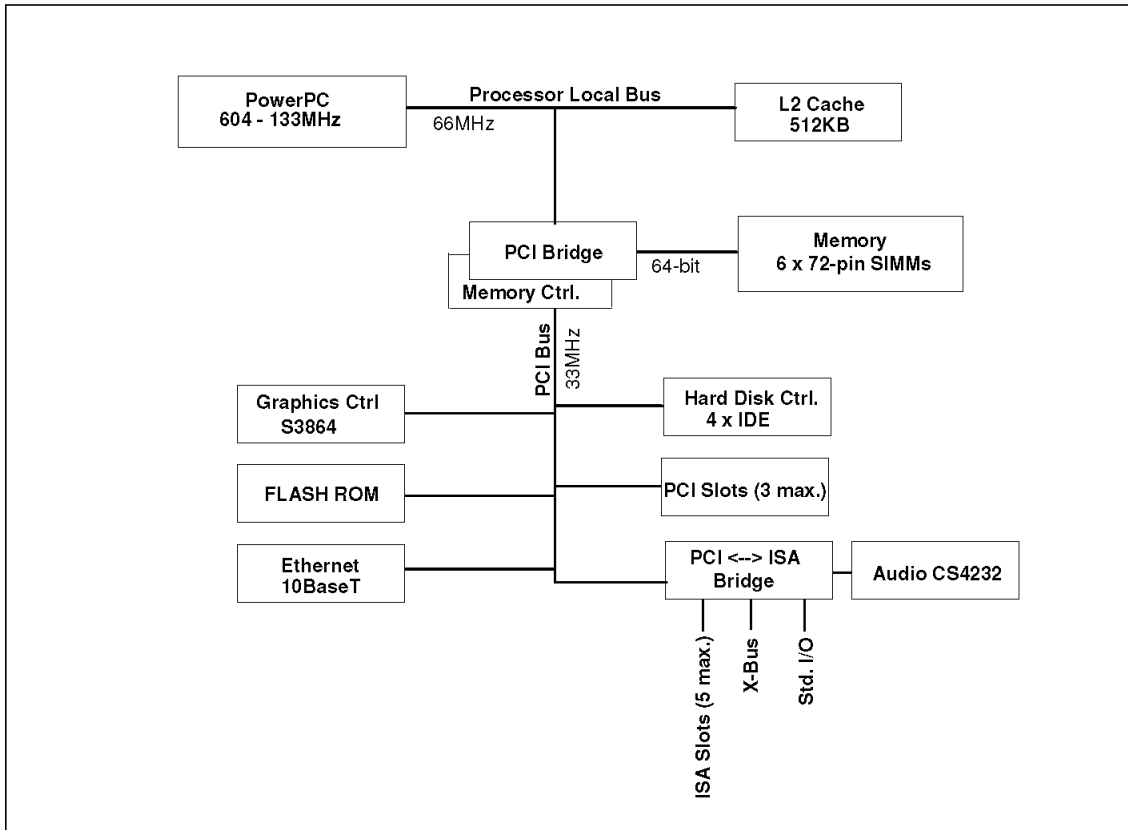 PowerPC
604 - 133MHz
Processor Local Bus
66MHz
L2 Cache
512KB
PCI Bridge
Memory Ctrl.
64-bit
Memory
6 x 72-pin SIMMs
PCI Bus
33MHz
Graphics Ctrl
S3864
Hard Disk Ctrl.
4 x IDE
FLASH ROM
PCI Slots (3 max.)
Ethernet
10BaseT
PCI <--> ISA
Bridge
Audio CS4232
ISA Slots (5 max.)
X-Bus
Std. I/O